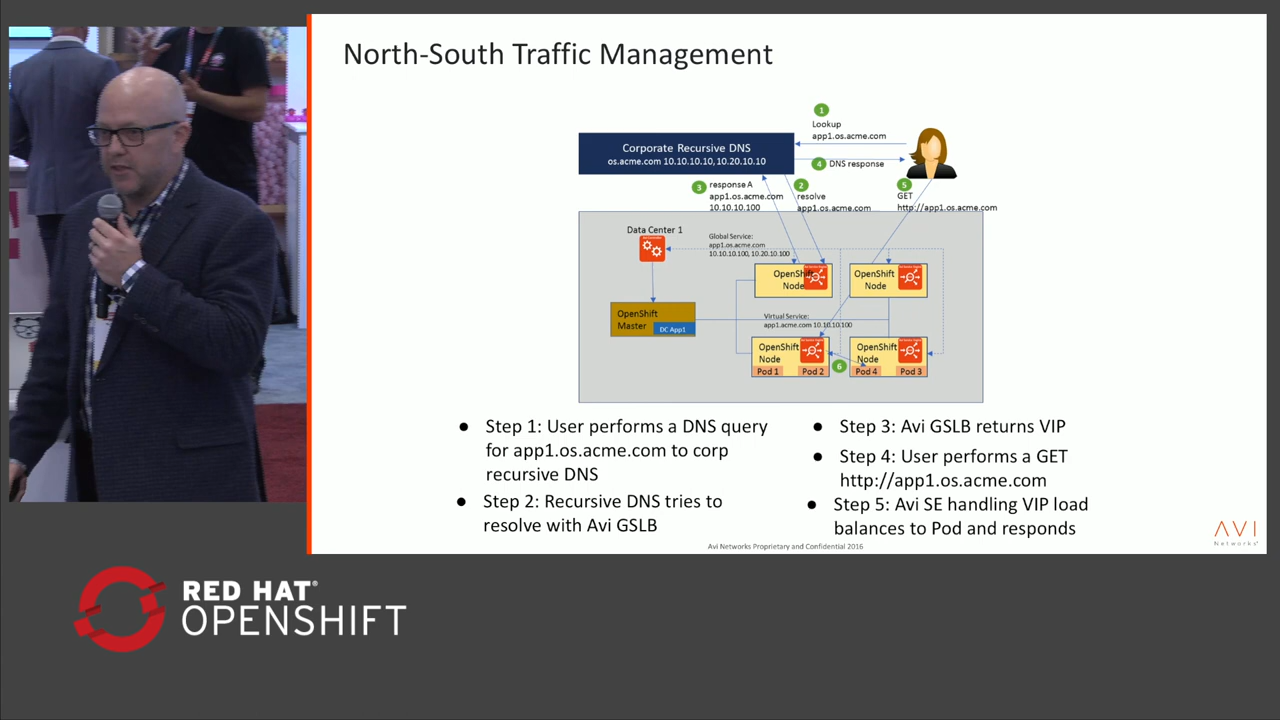 North-South Traffic Management
1
Lookup
app1.os.acme.com
Corporate Recursive DNS
os.acme.com 10.10.10.10, 10.20.10.10
4 DNS response
3 response A
app1.os.acme.com
10.10.10.100
2
resolve
app1.os.acme.com
5
GET
http://app1.os.acme.com
Data Center 1
Global Service:
app1.os.acme.com
10.10.10.100, 10.20.10.100
OpenShift
Node
OpenShift
Node
OpenShift
Master
DC App1
Virtual Service:
app1.acme.com 10.10.10.100
OpenShift
Node
Pod 1 Pod 2
6
OpenShift
Node
Pod 4 Pod 3
● Step 1: User performs a DNS query
for app1.os.acme.com to corp
recursive DNS
● Step 2: Recursive DNS tries to
resolve with Avi GSLB
● Step 3: Avi GSLB returns VIP
● Step 4: User performs a GET
http://app1.os.acme.com
● Step 5: Avi SE handling VIP load
balances to Pod and responds
Avi Networks Proprietary and Confidential 2016
AVI
Networks
RED HAT®
OPENSHIFT